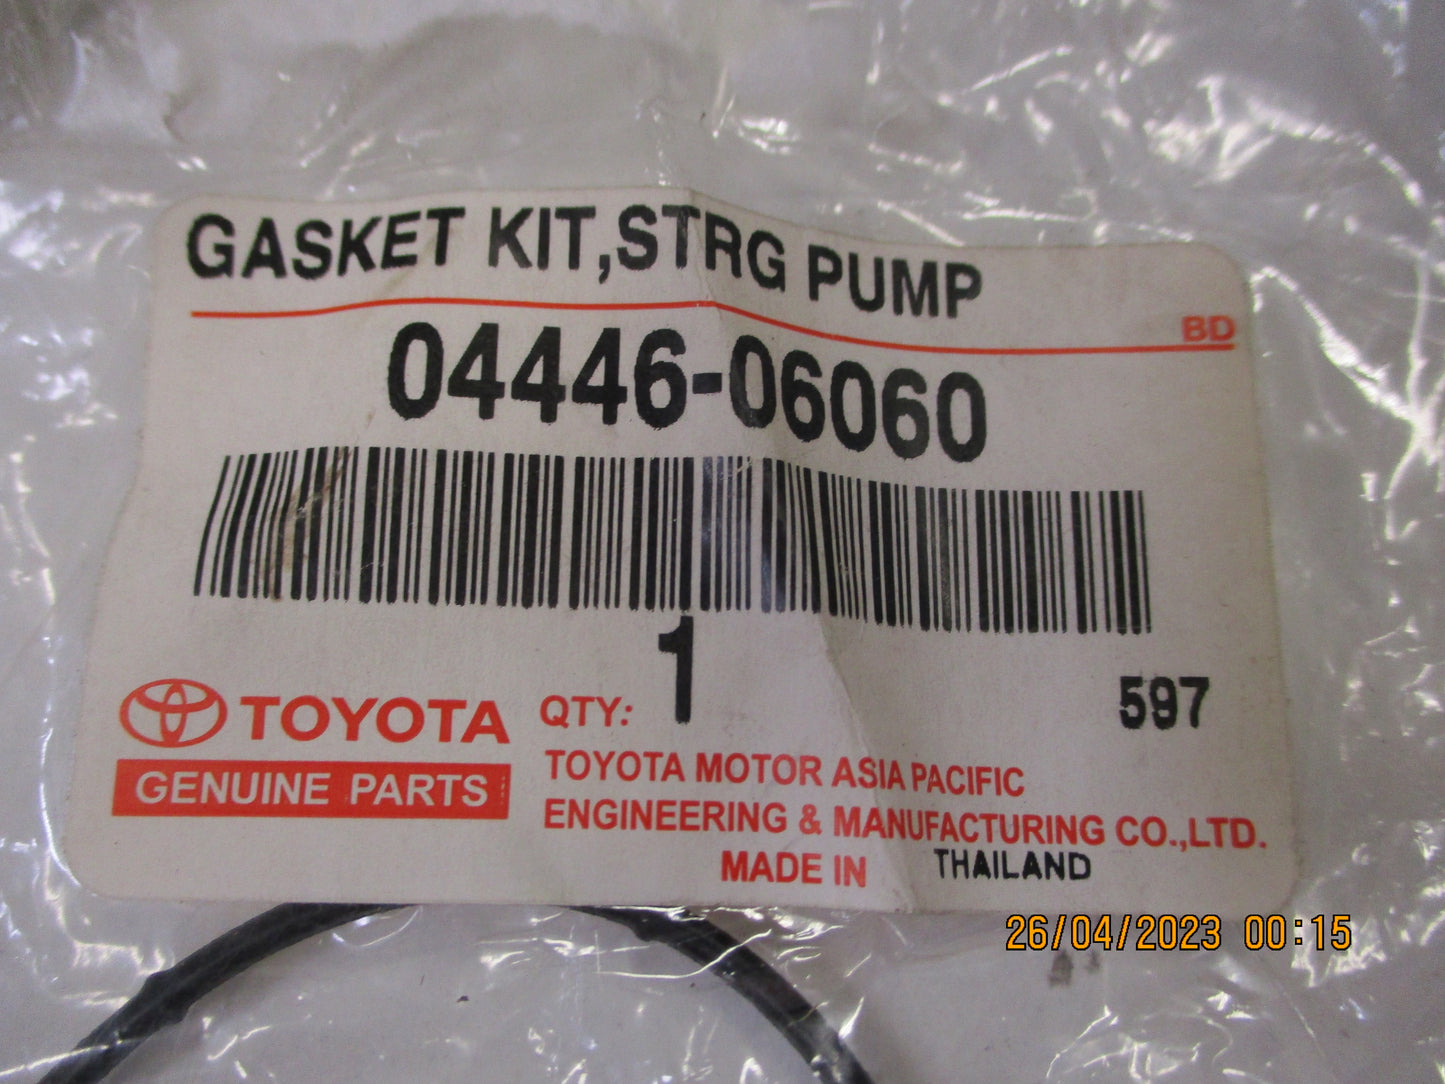 GASKET KIT,STRG PUMP
BD
04446-06060
1
597
TOYOTA
QTY:
GENUINE PARTS
TOYOTA MOTOR ASIA PACIFIC
ENGINEERING & MANUFACTURING CO.,LTD.
MADE IN THAILAND
26/04/2023 00:15